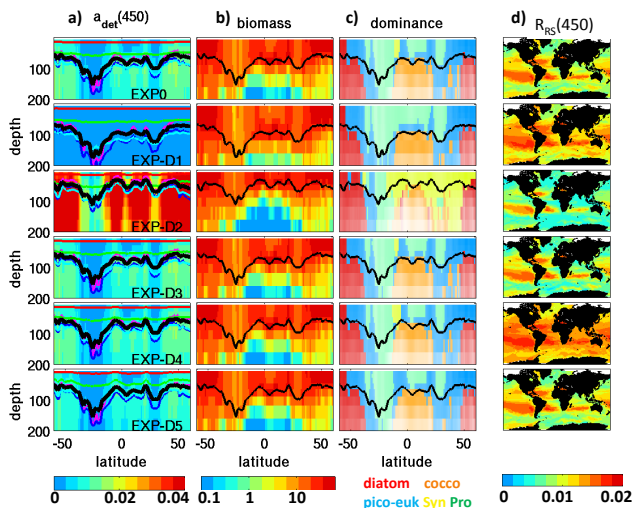 a) a_det(450) b) biomass c) dominance d) R_RS(450)
100
200
EXP0
depth
100
200
EXP-D1
100
200
EXP-D2
depth
100
200
EXP-D3
100
200
EXP-D4
depth
100
200
EXP-D5
-50 0 50 -50 0 50 -50 0 50
latitude latitude latitude
0 0.02 0.04 0.1 1 10 0 0.01 0.02
diatom cocco
pico-euk Syn Pro